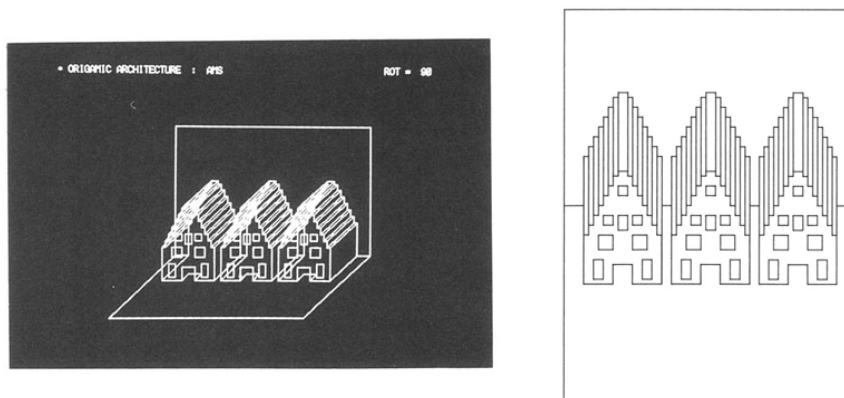 * ORIGAMIC ARCHITECTURE : AMS
ROT = 90